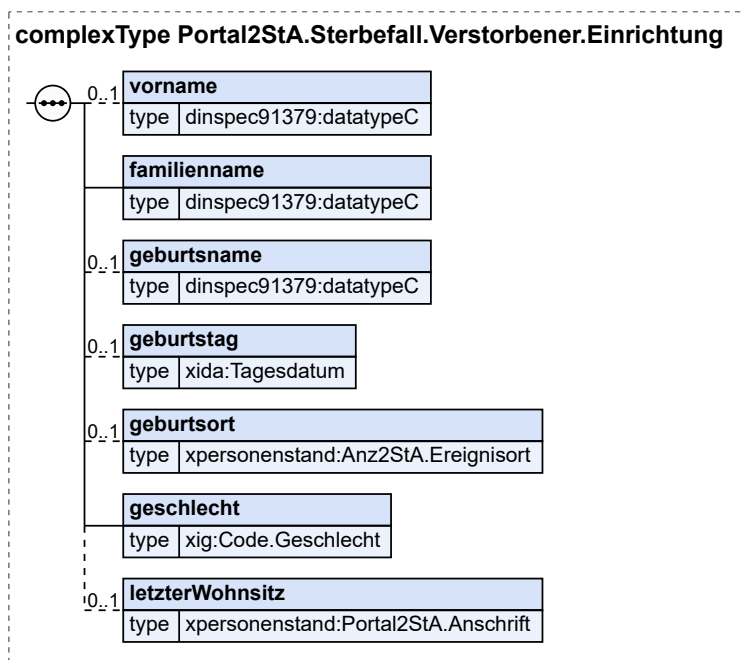 complexType Portal2StA.Sterbefall.Verstorbener.Einrichtung
0..1 vorname
type dinspec91379:datatypeC
familienname
type dinspec91379:datatypeC
0..1 geburtsname
type dinspec91379:datatypeC
0..1 geburtstag
type xida:Tagesdatum
0..1 geburtsort
type xpersonenstand:Anz2StA.Ereignisort
geschlecht
type xig:Code.Geschlecht
0..1 letzterWohnsitz
type xpersonenstand:Portal2StA.Anschrift